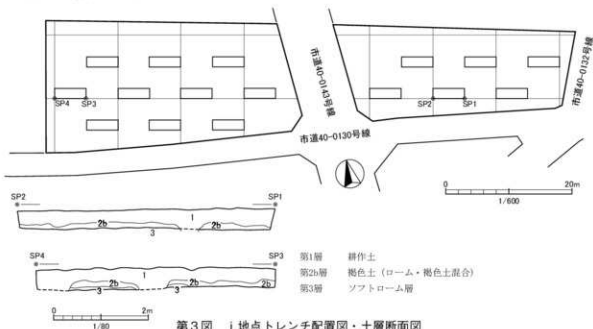 市道40-0143号線
市道40-0132号線
SP4 SP3
SP2 SP1
市道40-0130号線
0 20m
1/600
SP2 SP1
1
2b 2b
3
SP4 SP3
1
2b 2b 2b
3 3
第1層 耕作土
第2b層 褐色土（ローム・褐色土混合）
第3層 ソフトローム層
0 2m
1/80
第3図 i地点トレンチ配置図・土層断面図